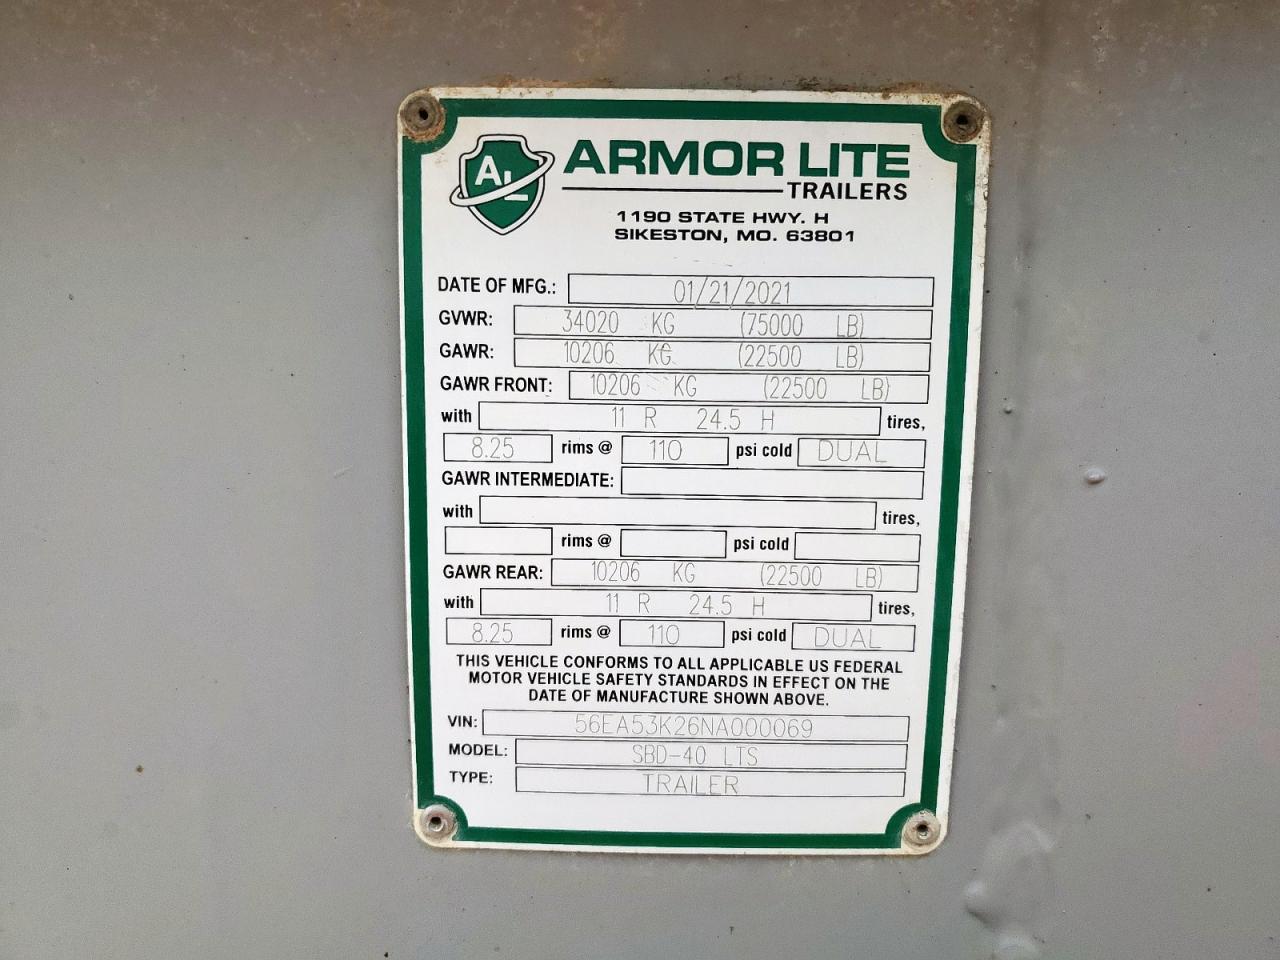 AL
ARMOR LITE
TRAILERS
1190 STATE HWY. H
SIKESTON, MO. 63801
DATE OF MFG.: 01/21/2021
GVWR: 34020 KG (75000 LB)
GAWR: 10206 KG (22500 LB)
GAWR FRONT: 10206 KG (22500 LB)
with 11 R 24.5 H tires,
8.25 rims @ 110 psi cold DUAL
GAWR INTERMEDIATE:
with tires,
rims @ psi cold
GAWR REAR: 10206 KG (22500 LB)
with 11 R 24.5 H tires,
8.25 rims @ 110 psi cold DUAL
THIS VEHICLE CONFORMS TO ALL APPLICABLE US FEDERAL
MOTOR VEHICLE SAFETY STANDARDS IN EFFECT ON THE
DATE OF MANUFACTURE SHOWN ABOVE.
VIN: 56EA53K26NA000069
MODEL: SBD-40 LTS
TYPE: TRAILER